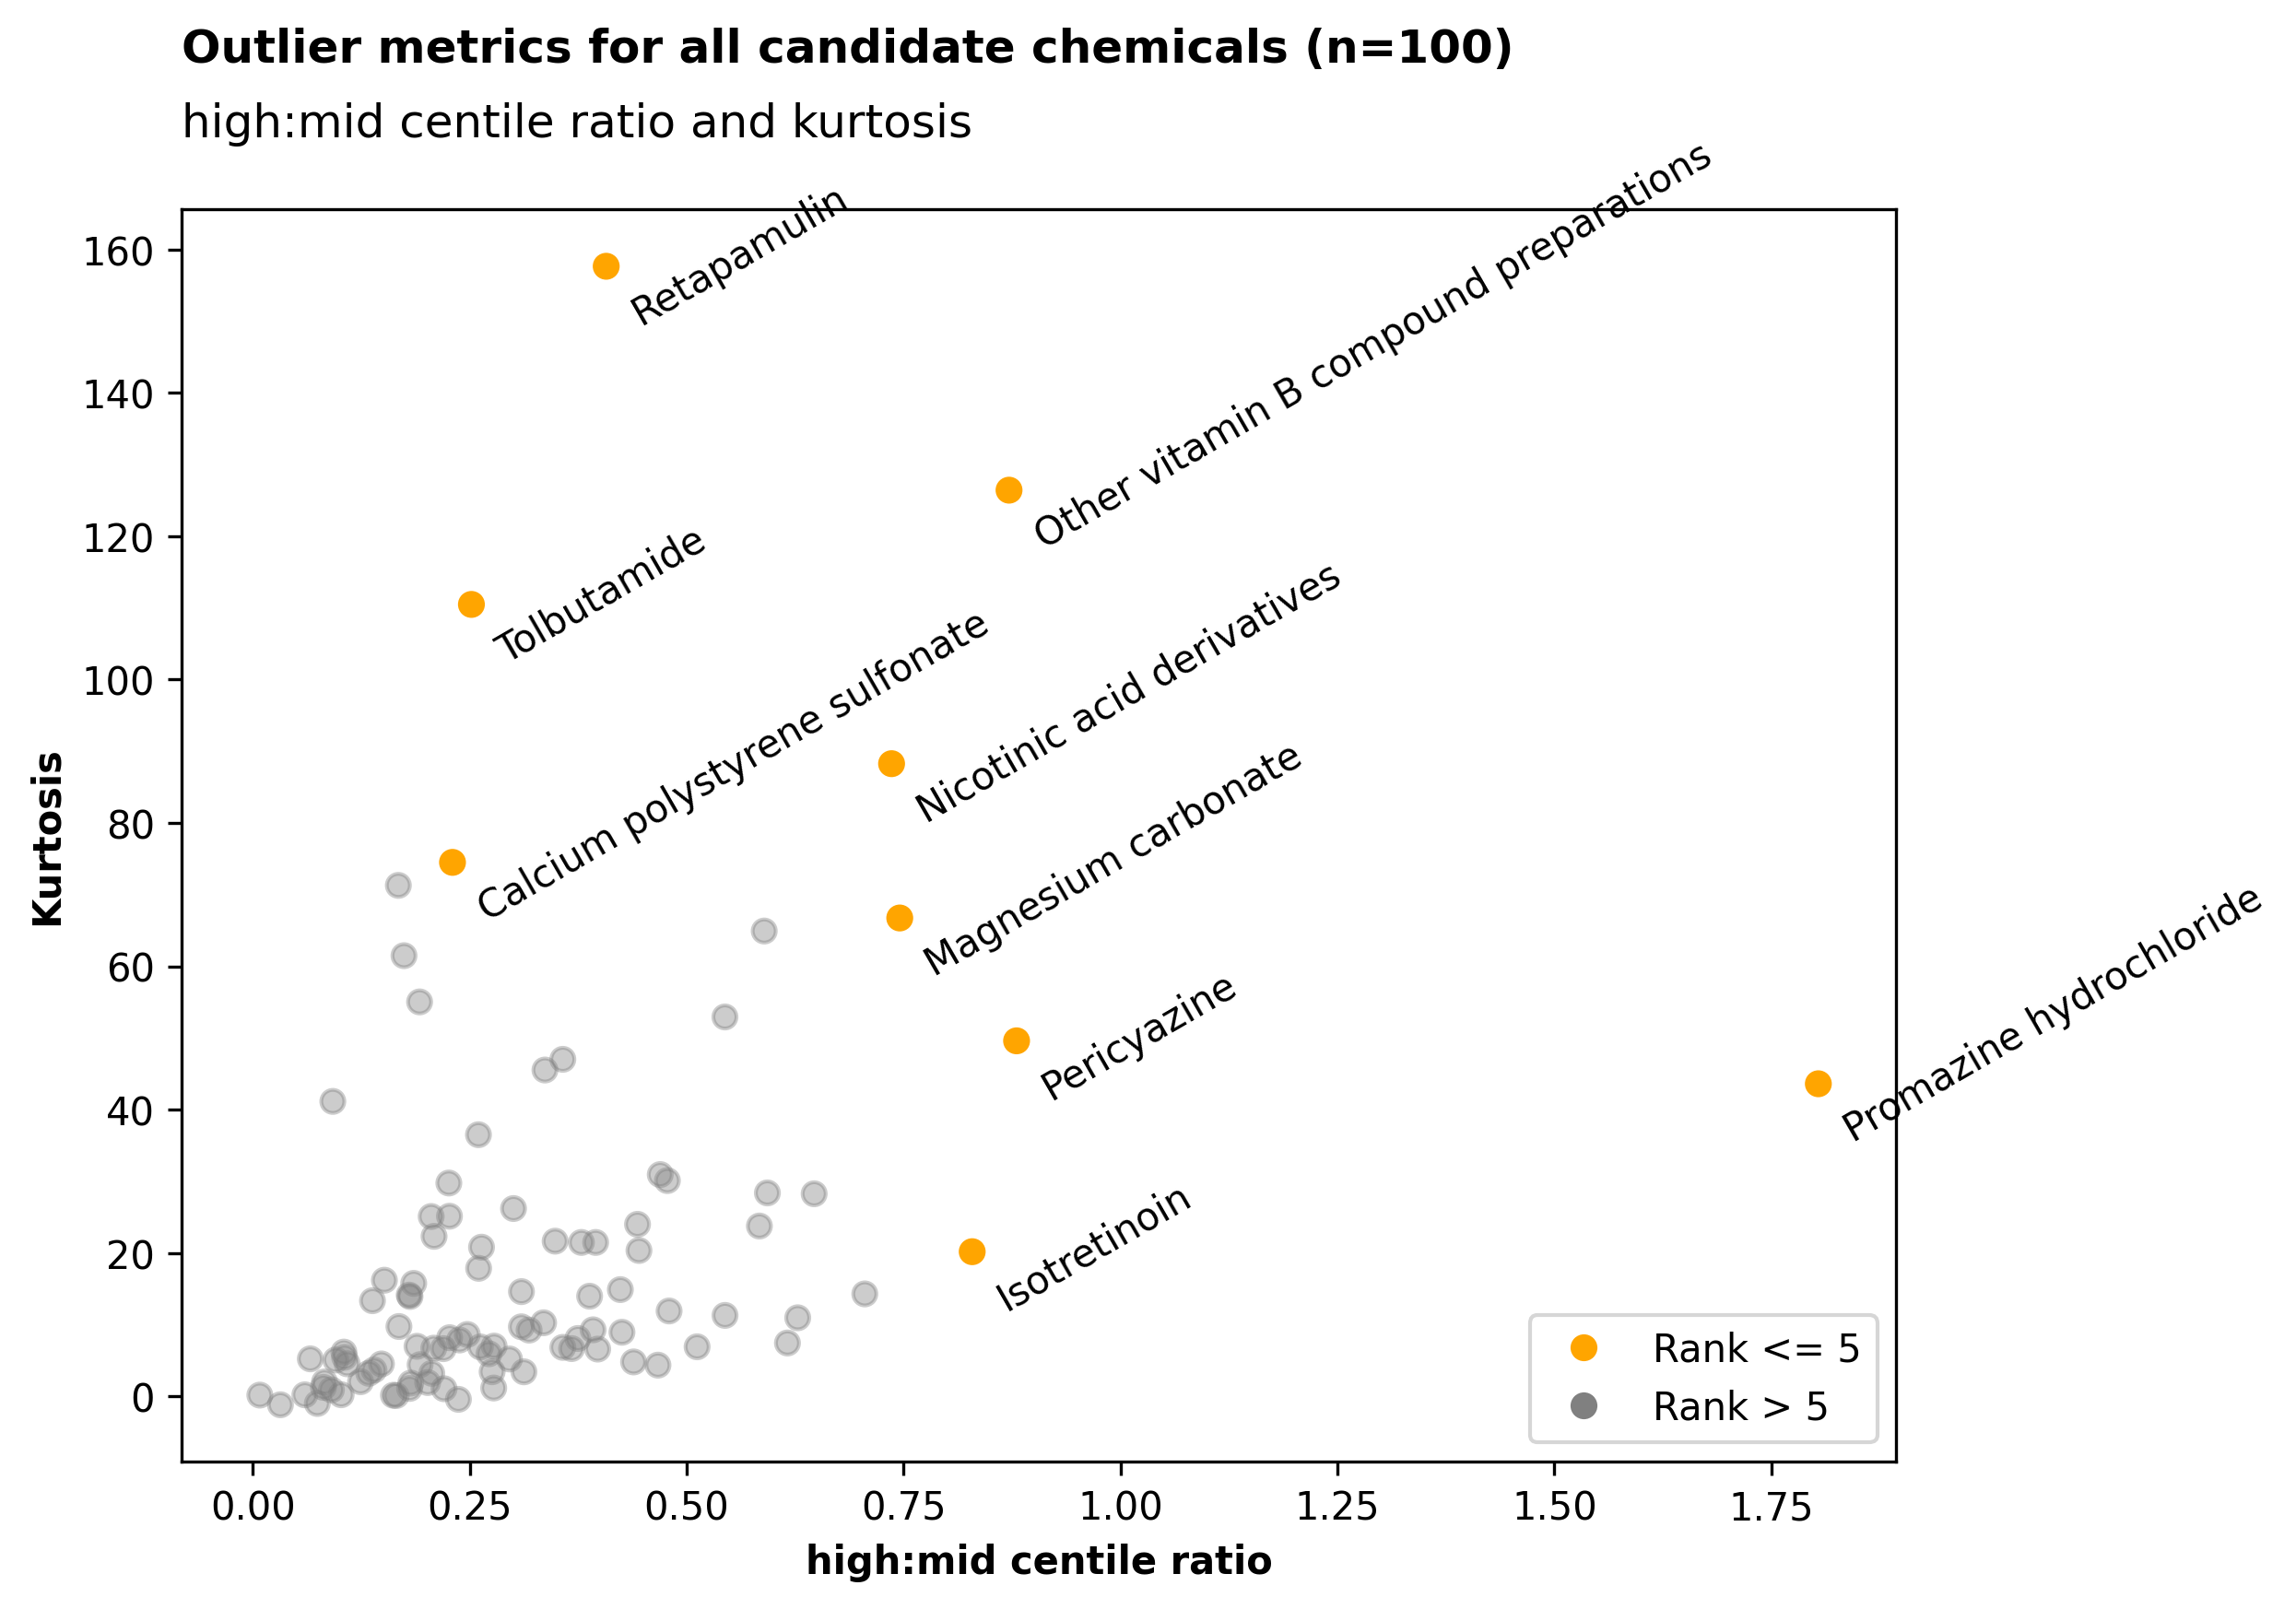 Outlier metrics for all candidate chemicals (n=100)
high:mid centile ratio and kurtosis
Retapamulin
Other vitamin B compound preparations
Tolbutamide
Nicotinic acid derivatives
Calcium polystyrene sulfonate
Magnesium carbonate
Pericyazine
Promazine hydrochloride
Isotretinoin
160
140
120
100
80
60
40
20
0
Kurtosis
Rank <= 5
Rank > 5
0.00 0.25 0.50 0.75 1.00 1.25 1.50 1.75
high:mid centile ratio